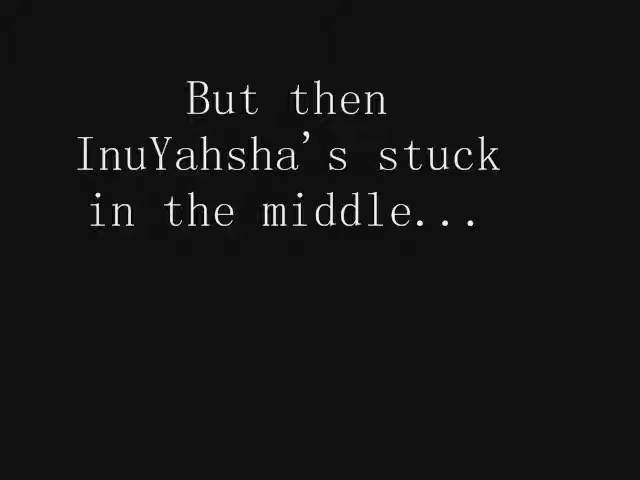 But then
InuYahsha's stuck
in the middle...